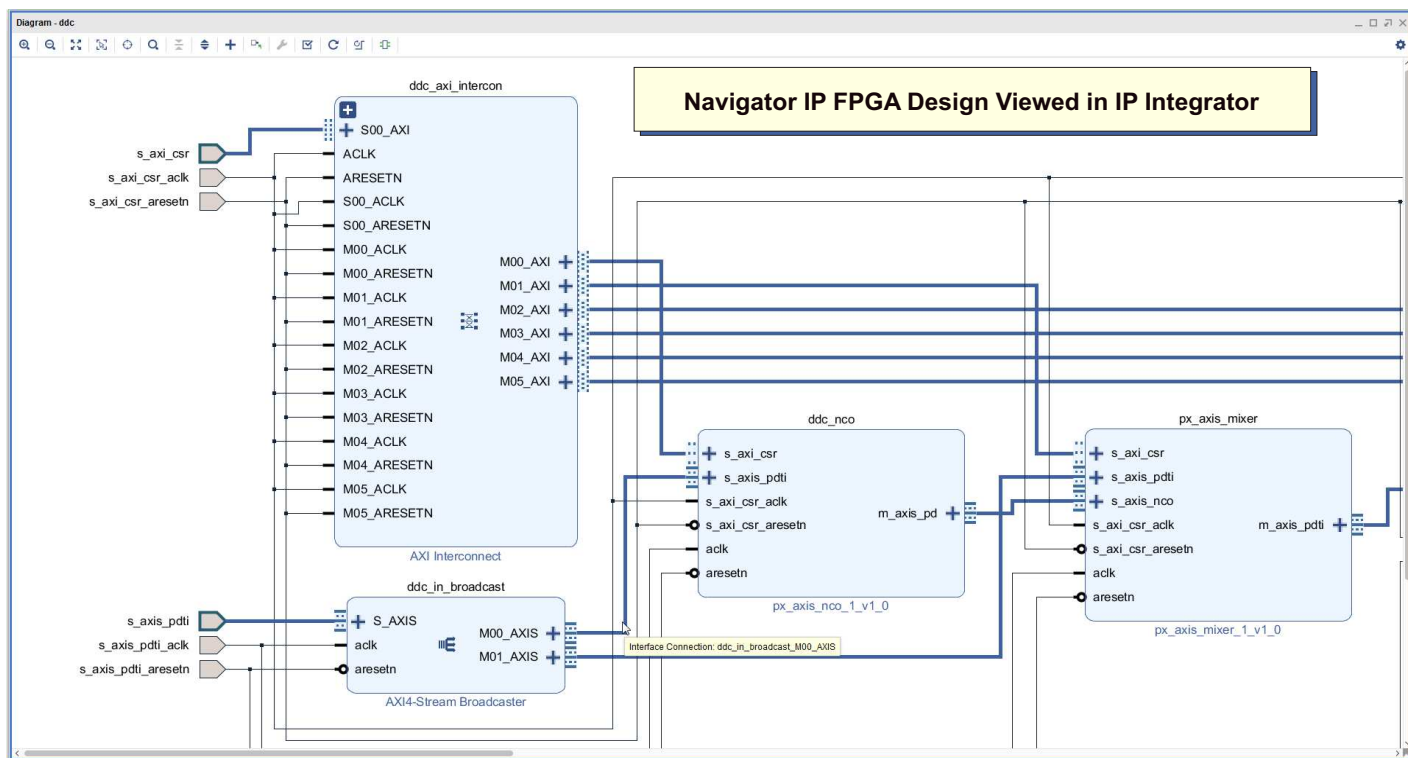 Diagram - ddc
Navigator IP FPGA Design Viewed in IP Integrator
ddc_axi_intercon
s_axi_csr
s_axi_csr_aclk
s_axi_csr_aresetn
S00_AXI
ACLK
ARESETN
S00_ACLK
S00_ARESETN
M00_ACLK
M00_ARESETN
M01_ACLK
M01_ARESETN
M02_ACLK
M02_ARESETN
M03_ACLK
M03_ARESETN
M04_ACLK
M04_ARESETN
M05_ACLK
M05_ARESETN
M00_AXI
M01_AXI
M02_AXI
M03_AXI
M04_AXI
M05_AXI
AXI Interconnect
ddc_nco
s_axi_csr
s_axis_pdti
s_axi_csr_aclk
s_axi_csr_aresetn
aclk
aresetn
m_axis_pd
px_axis_nco_1_v1_0
px_axis_mixer
s_axi_csr
s_axis_pdti
s_axis_nco
s_axi_csr_aclk
s_axi_csr_aresetn
aclk
aresetn
m_axis_pdti
px_axis_mixer_1_v1_0
ddc_in_broadcast
s_axis_pdti
s_axis_pdti_aclk
s_axis_pdti_aresetn
S_AXIS
aclk
aresetn
M00_AXIS
M01_AXIS
AXI4-Stream Broadcaster
Interface Connection: ddc_in_broadcast_M00_AXIS